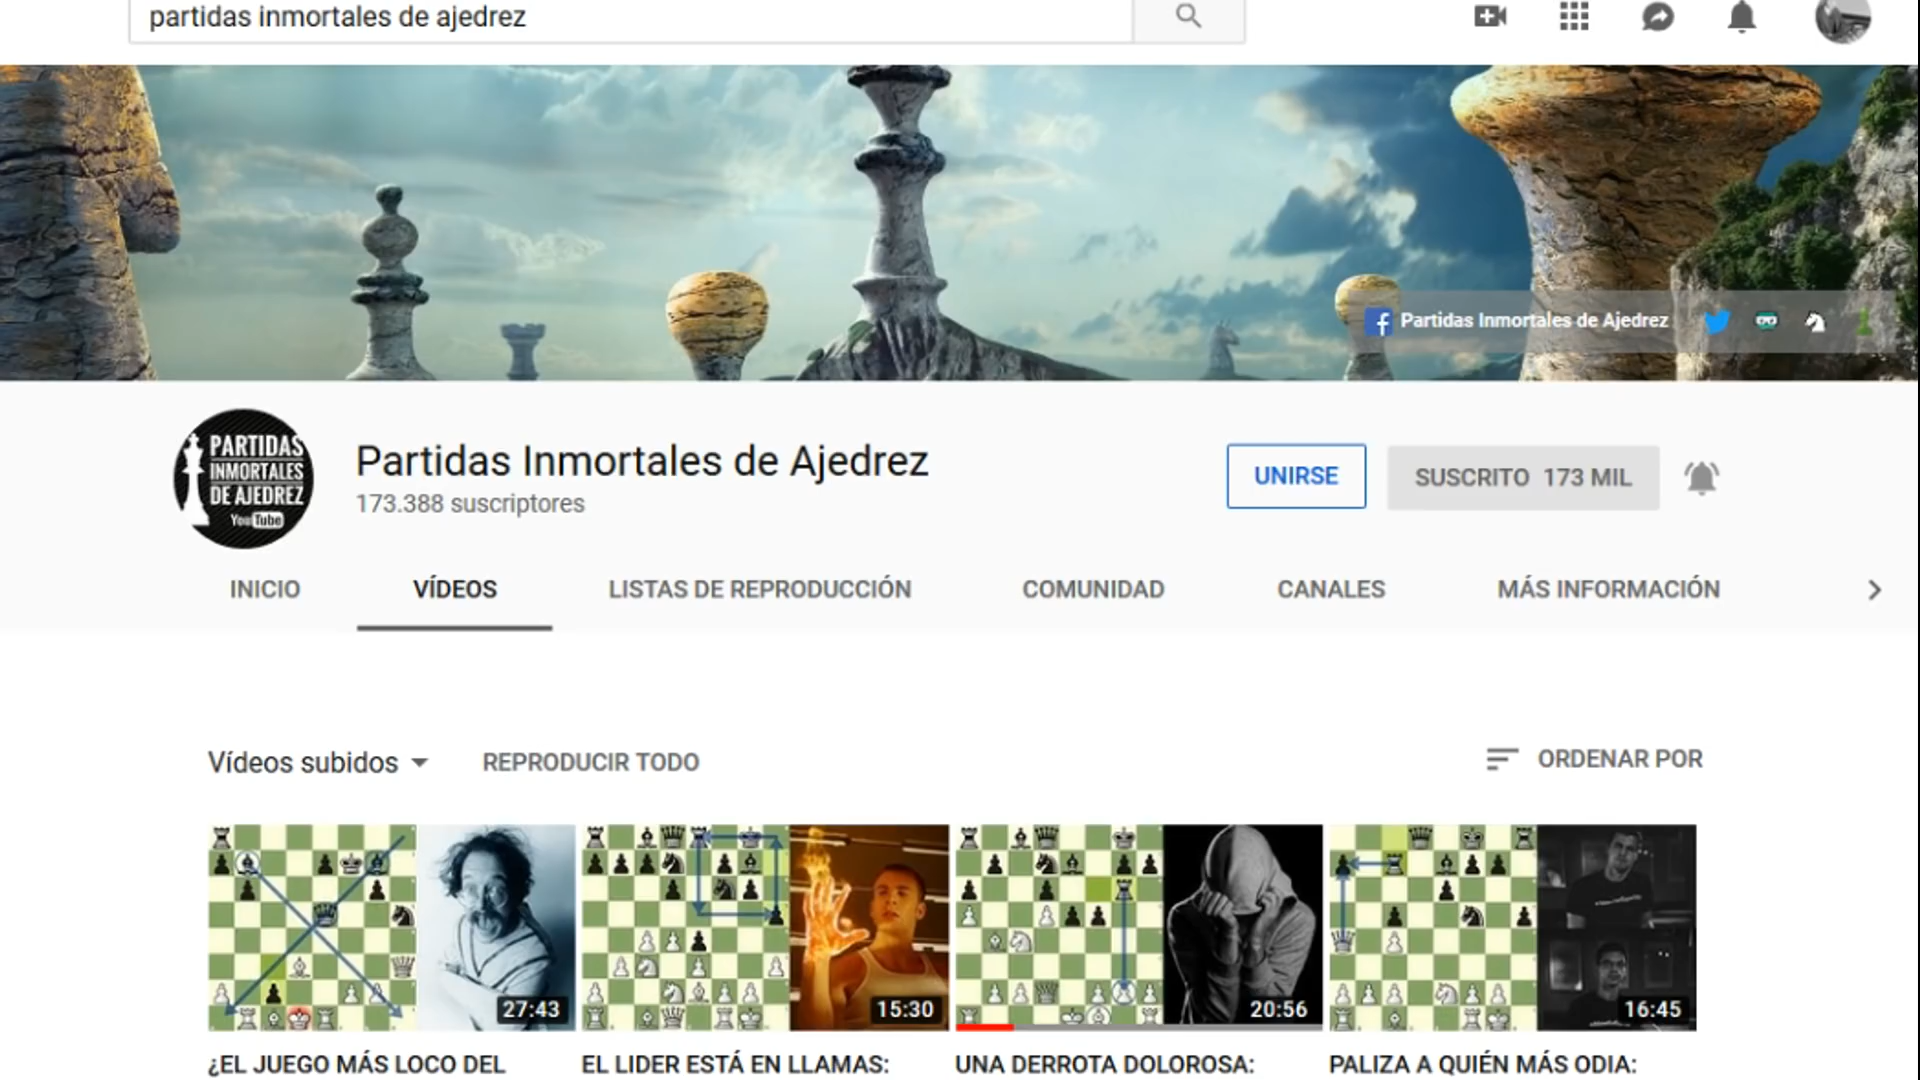 partidas inmortales de ajedrez
Partidas Inmortales de Ajedrez
PARTIDAS
INMORTALES
DE AJEDREZ
YouTube
Partidas Inmortales de Ajedrez
173.388 suscriptores
UNIRSE
SUSCRITO 173 MIL
INICIO VÍDEOS LISTAS DE REPRODUCCIÓN COMUNIDAD CANALES MÁS INFORMACIÓN
Vídeos subidos REPRODUCIR TODO ORDENAR POR
27:43 15:30 20:56 16:45
¿EL JUEGO MÁS LOCO DEL
EL LIDER ESTÁ EN LLAMAS:
UNA DERROTA DOLOROSA:
PALIZA A QUIÉN MÁS ODIA: